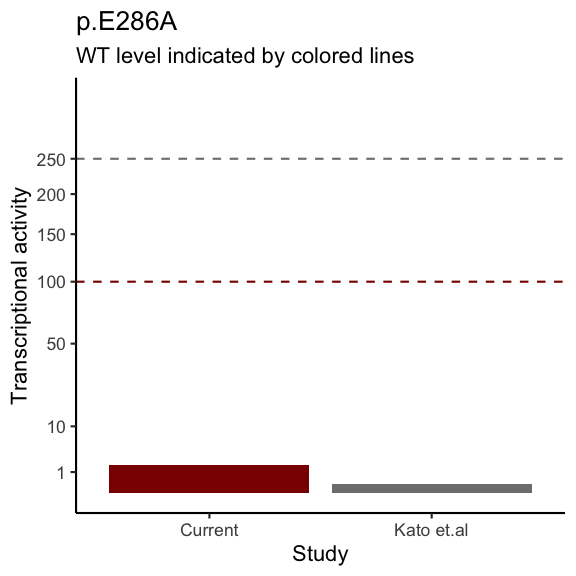 p.E286A
WT level indicated by colored lines
Transcriptional activity
250
200
150
100
50
10
1
Current
Kato et.al
Study